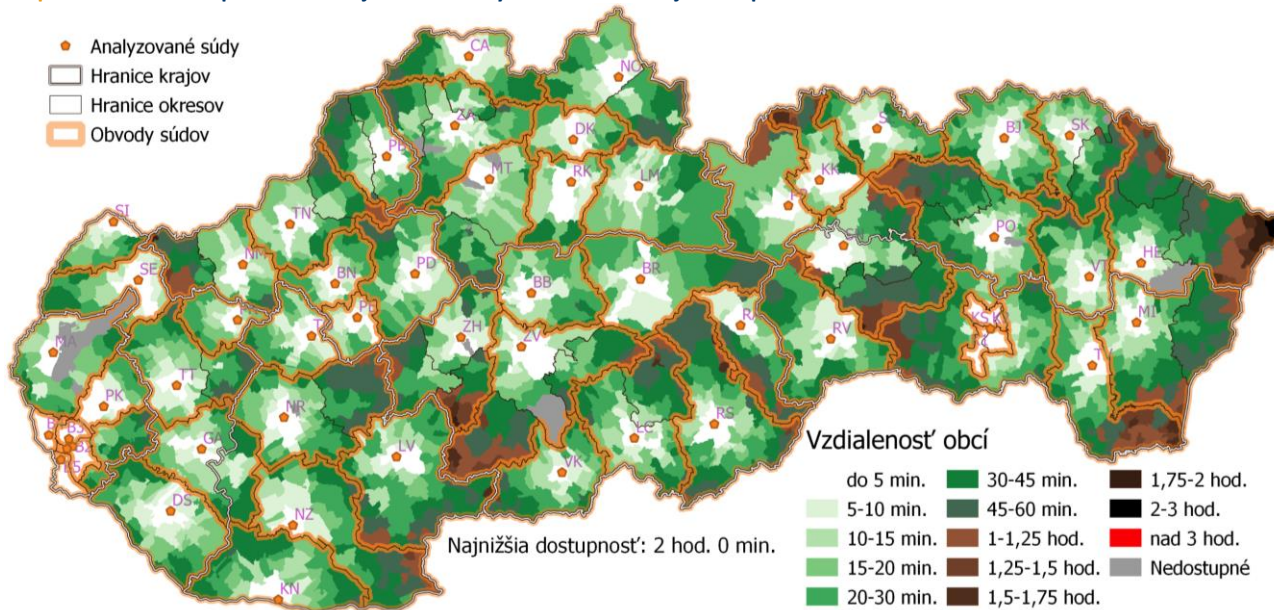 Analyzované súdy
Hranice krajov
Hranice okresov
Obvody súdov
CA
NO
ZA
DK
PB
MT
RK
LM
KK
BJ
SK
SI
TN
PO
SE
BN
PD
HE
VT
BB
BR
MI
ZH
ZV
RA
RV
KS
MA
TT
PK
NR
GA
LV
LC
RS
VK
DS
NZ
KN
Vzdialenosť obcí
do 5 min.
5-10 min.
10-15 min.
15-20 min.
20-30 min.
30-45 min.
45-60 min.
1-1,25 hod.
1,25-1,5 hod.
1,5-1,75 hod.
1,75-2 hod.
2-3 hod.
nad 3 hod.
Nedostupné
Najnižšia dostupnosť: 2 hod. 0 min.